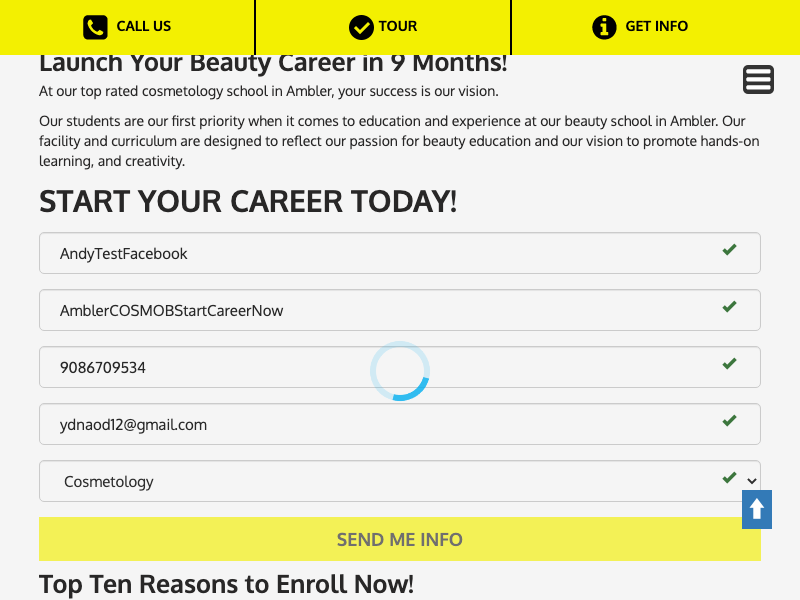 CALL US
TOUR
GET INFO
Launch Your Beauty Career in 9 Months!
At our top rated cosmetology school in Ambler, your success is our vision.
Our students are our first priority when it comes to education and experience at our beauty school in Ambler. Our
facility and curriculum are designed to reflect our passion for beauty education and our vision to promote hands-on
learning, and creativity.
START YOUR CAREER TODAY!
AndyTestFacebook
AmblerCOSMOBStartCareerNow
9086709534
ydnaod12@gmail.com
Cosmetology
SEND ME INFO
Top Ten Reasons to Enroll Now!